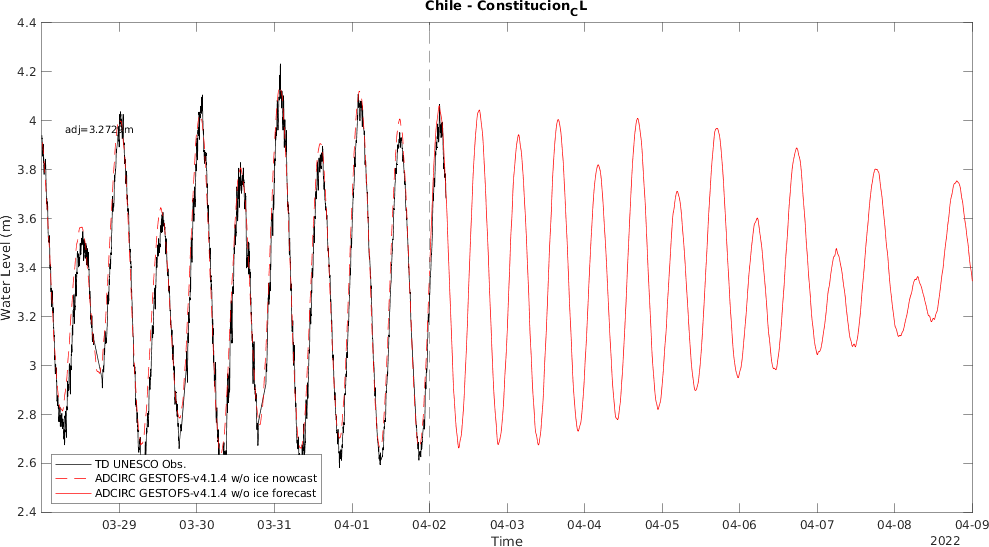 Chile - Constitucion_CL
4.4
4.2
4
3.8
3.6
3.4
3.2
3
2.8
2.6
2.4
Water Level (m)
adj=3.2729m
TD UNESCO Obs.
ADCIRC GESTOFS-v4.1.4 w/o ice nowcast
ADCIRC GESTOFS-v4.1.4 w/o ice forecast
03-29 03-30 03-31 04-01 04-02 04-03 04-04 04-05 04-06 04-07 04-08 04-09
Time
2022